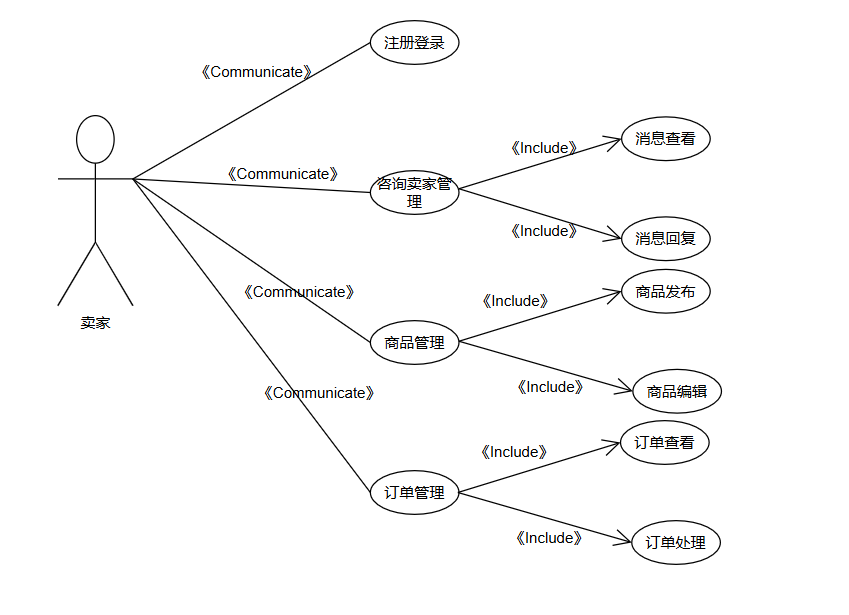 注册登录
《Communicate》
消息查看
《Include》
《Communicate》
咨询卖家管
理
《Include》
消息回复
商品发布
《Communicate》
《Include》
卖家
商品管理
《Include》
商品编辑
《Communicate》
订单查看
《Include》
订单管理
《Include》
订单处理